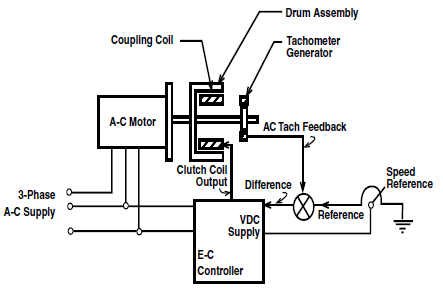 Drum Assembly
Coupling Coil
Tachometer
Generator
A-C Motor
AC Tach Feedback
Clutch Coil
Output
Difference
Speed
Reference
3-Phase
A-C Supply
Reference
VDC
Supply
E-C
Controller